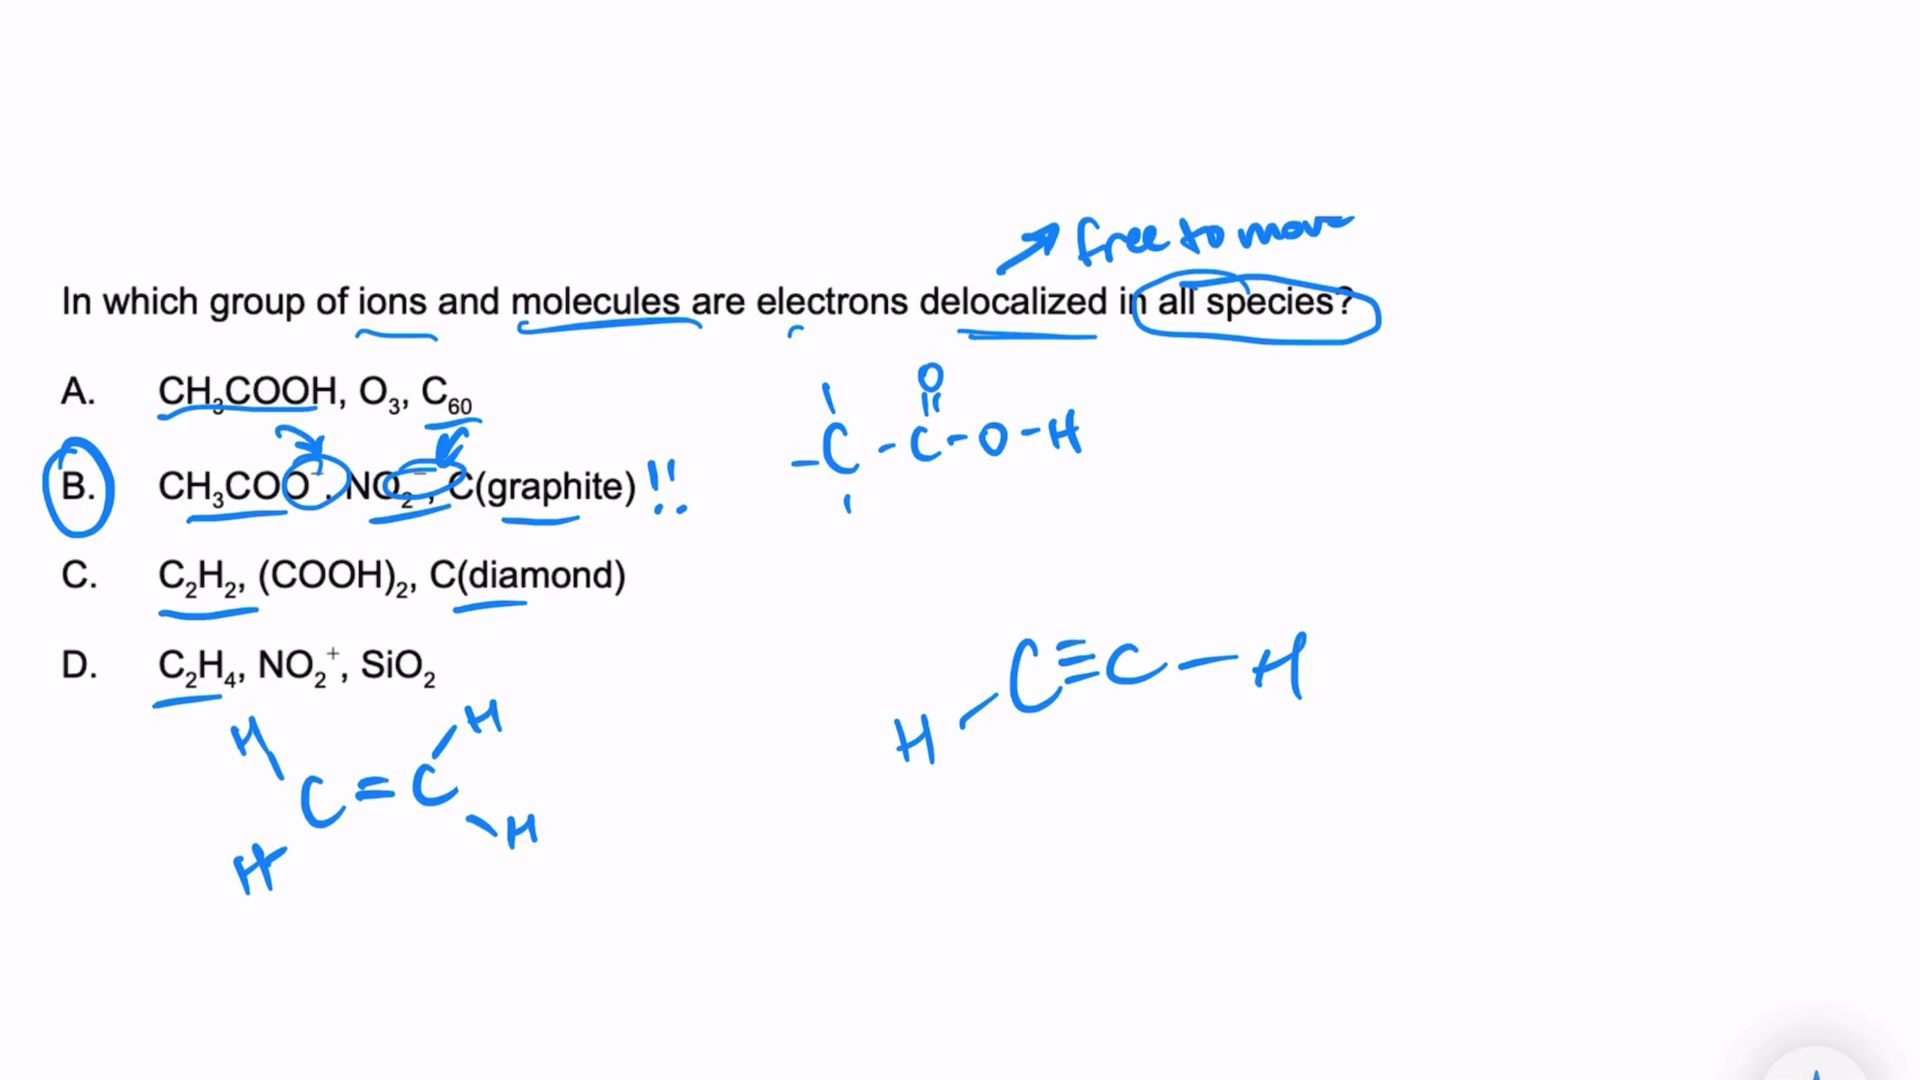 free to move
In which group of ions and molecules are electrons delocalized in all species?
A. CH₃COOH, O₃, C₆₀
B. CH₃COO⁻, NO₂⁻, C(graphite) !!
C. C₂H₂, (COOH)₂, C(diamond)
D. C₂H₄, NO₂⁺, SiO₂
O
-C-C-O-H
C≡C-H
H
H H
C=C
H H